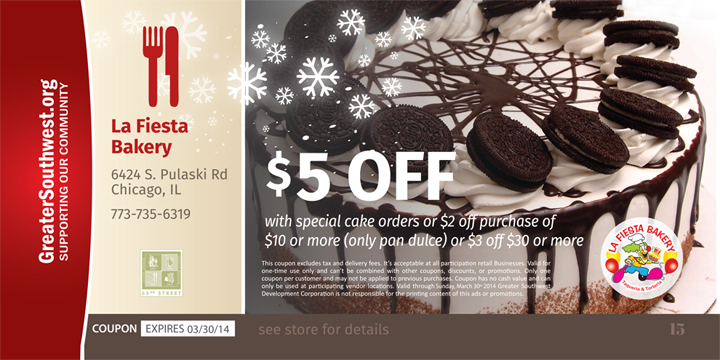 GreaterSouthwest.org
SUPPORTING OUR COMMUNITY
La Fiesta
Bakery
6424 S. Pulaski Rd
Chicago, IL
773-735-6319
63RD STREET
$5 OFF
with special cake orders or $2 off purchase of
$10 or more (only pan dulce) or $3 off $30 or more
This coupon excludes tax and delivery fees. It's acceptable at all participation retail Businesses. Valid for
one-time use only and can't be combined with other coupons, discounts, or promotions. Only one
coupon per customer and may not be applied to previous purchases. Coupon has no cash value and can
only be used at participating vendor locations. Valid through Sunday, March 30th 2014 Greater Southwest
Development Corporation is not responsible for the printing content of this ads or promotions
LA FIESTA BAKERY
Taqueria & Tortería
COUPON EXPIRES 03/30/14 see store for details 15